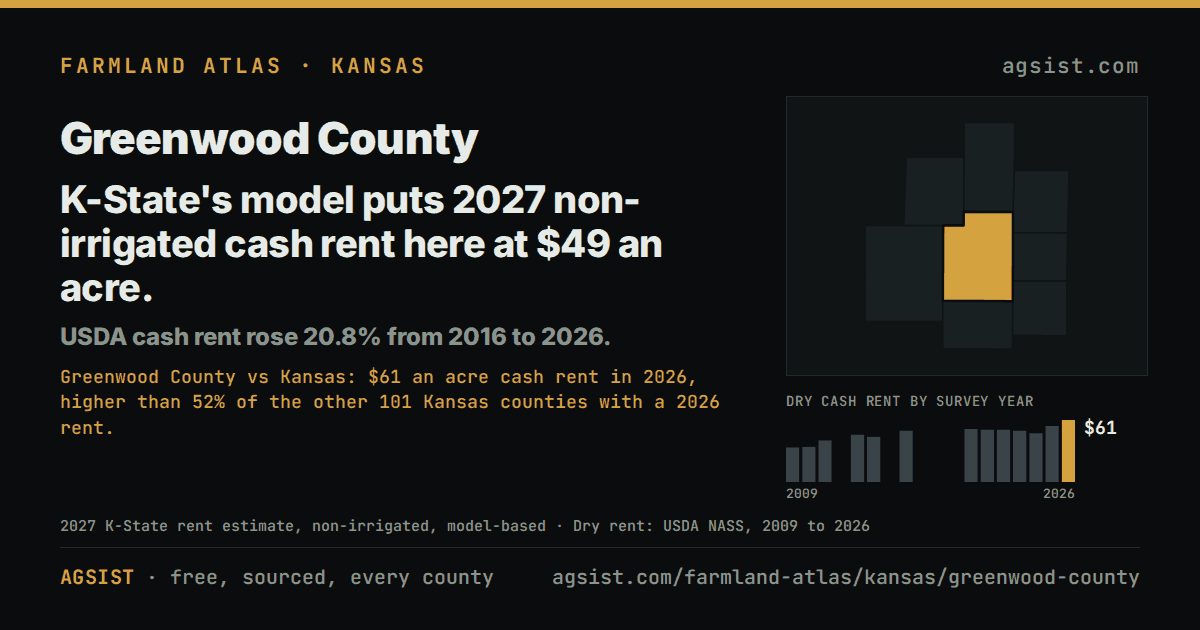 FARMLAND ATLAS · KANSAS
agsist.com
Greenwood County
K-State's model puts 2027 non-
irrigated cash rent here at $49 an
acre.
USDA cash rent rose 20.8% from 2016 to 2026.
Greenwood County vs Kansas: $61 an acre cash rent in 2026,
higher than 52% of the other 101 Kansas counties with a 2026
rent.
DRY CASH RENT BY SURVEY YEAR
$61
2009
2026
2027 K-State rent estimate, non-irrigated, model-based · Dry rent: USDA NASS, 2009 to 2026
AGSIST · free, sourced, every county
agsist.com/farmland-atlas/kansas/greenwood-county